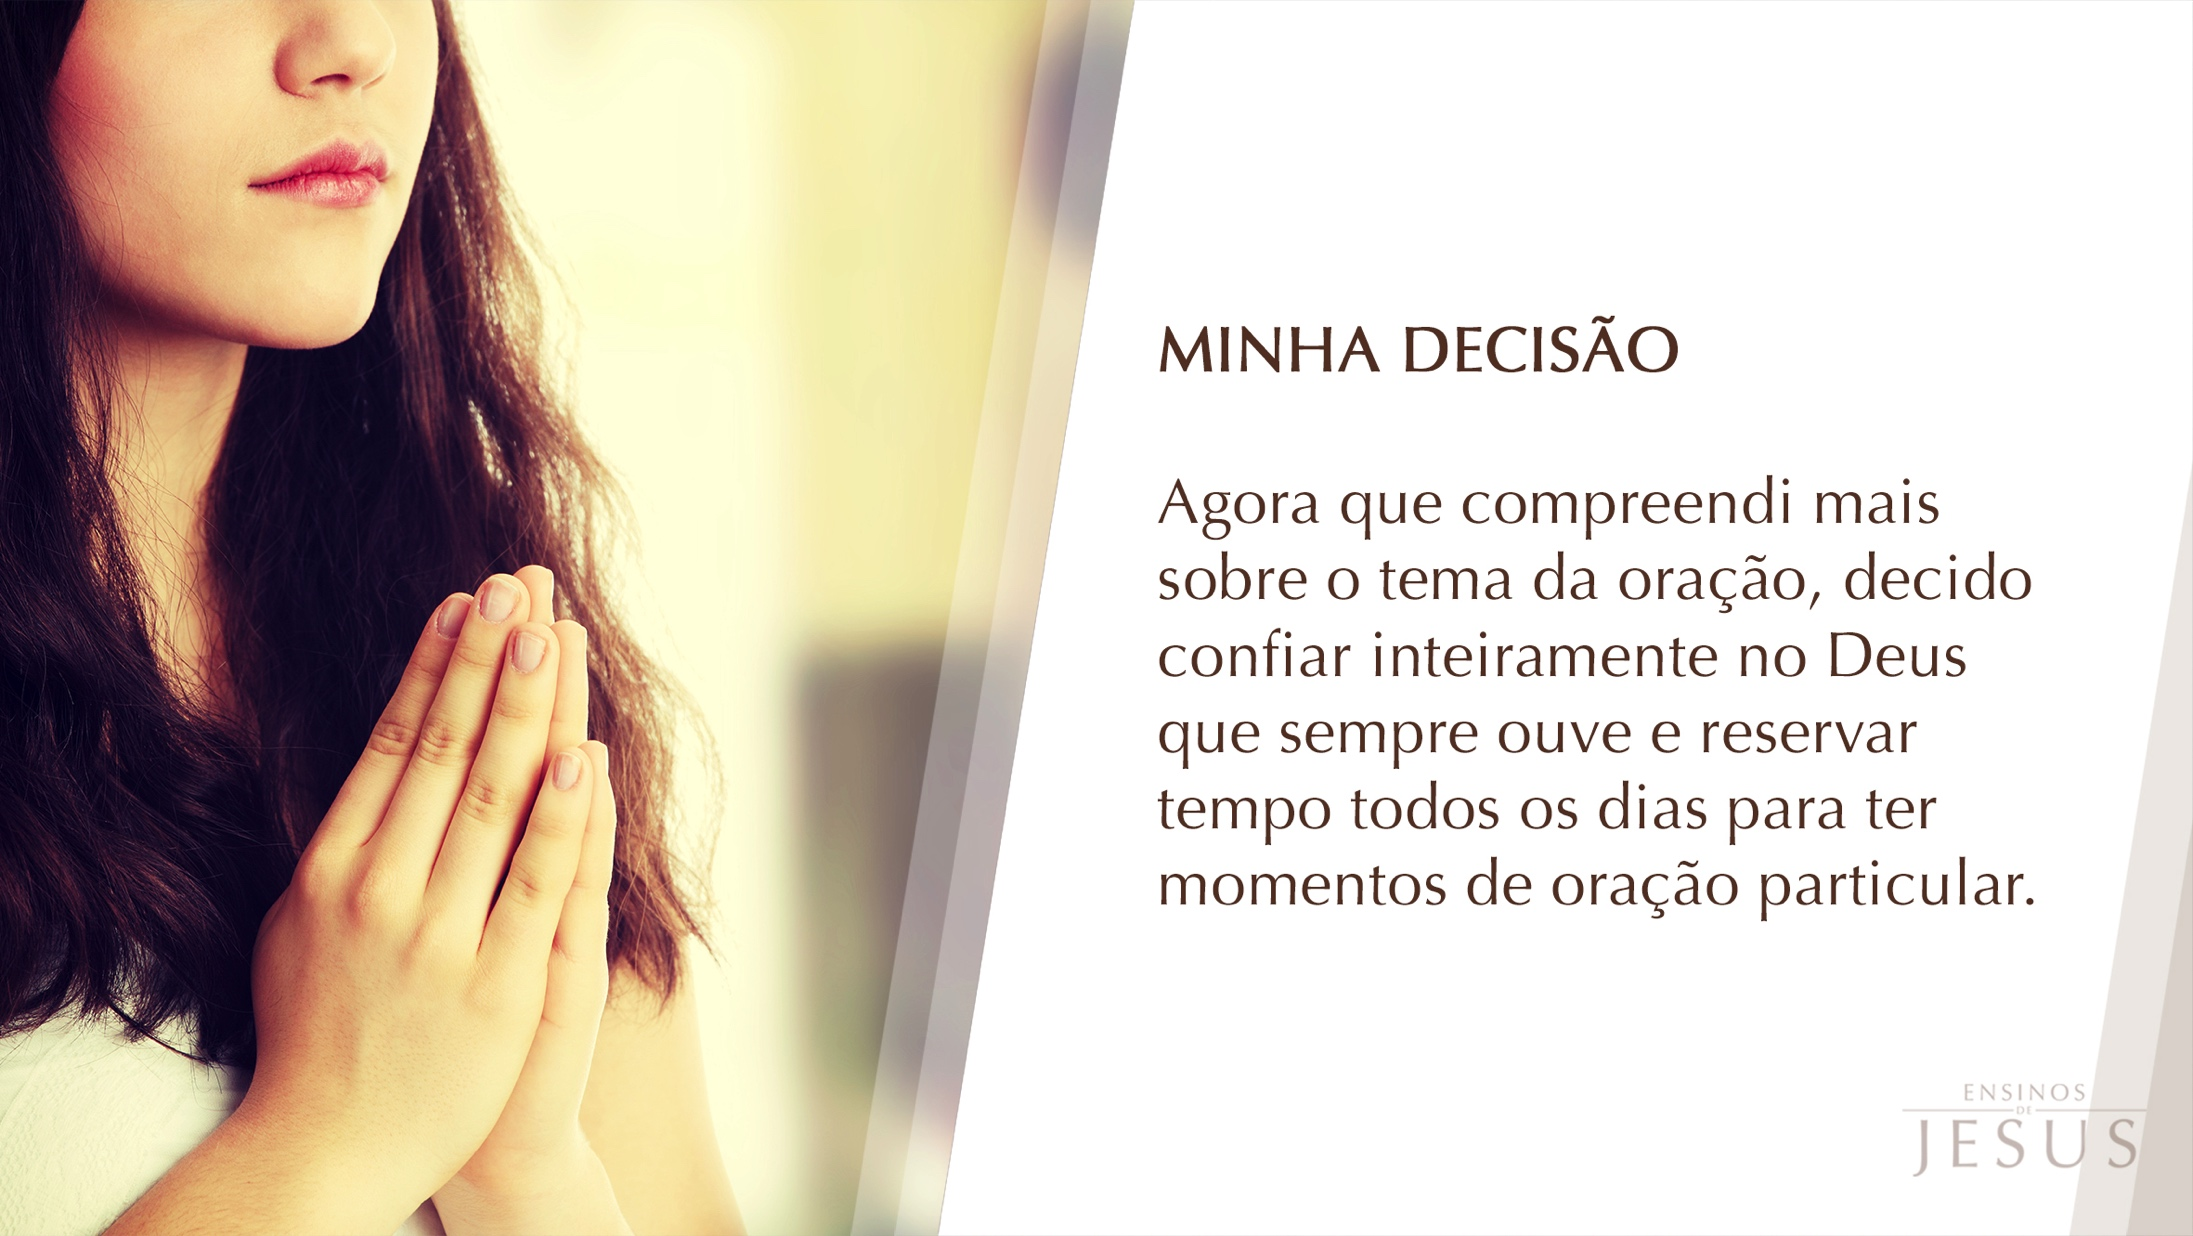 MINHA DECISÃO
Agora que compreendi mais
sobre o tema da oração, decido
confiar inteiramente no Deus
que sempre ouve e reservar
tempo todos os dias para ter
momentos de oração particular.
ENSINOS
DE
JESUS